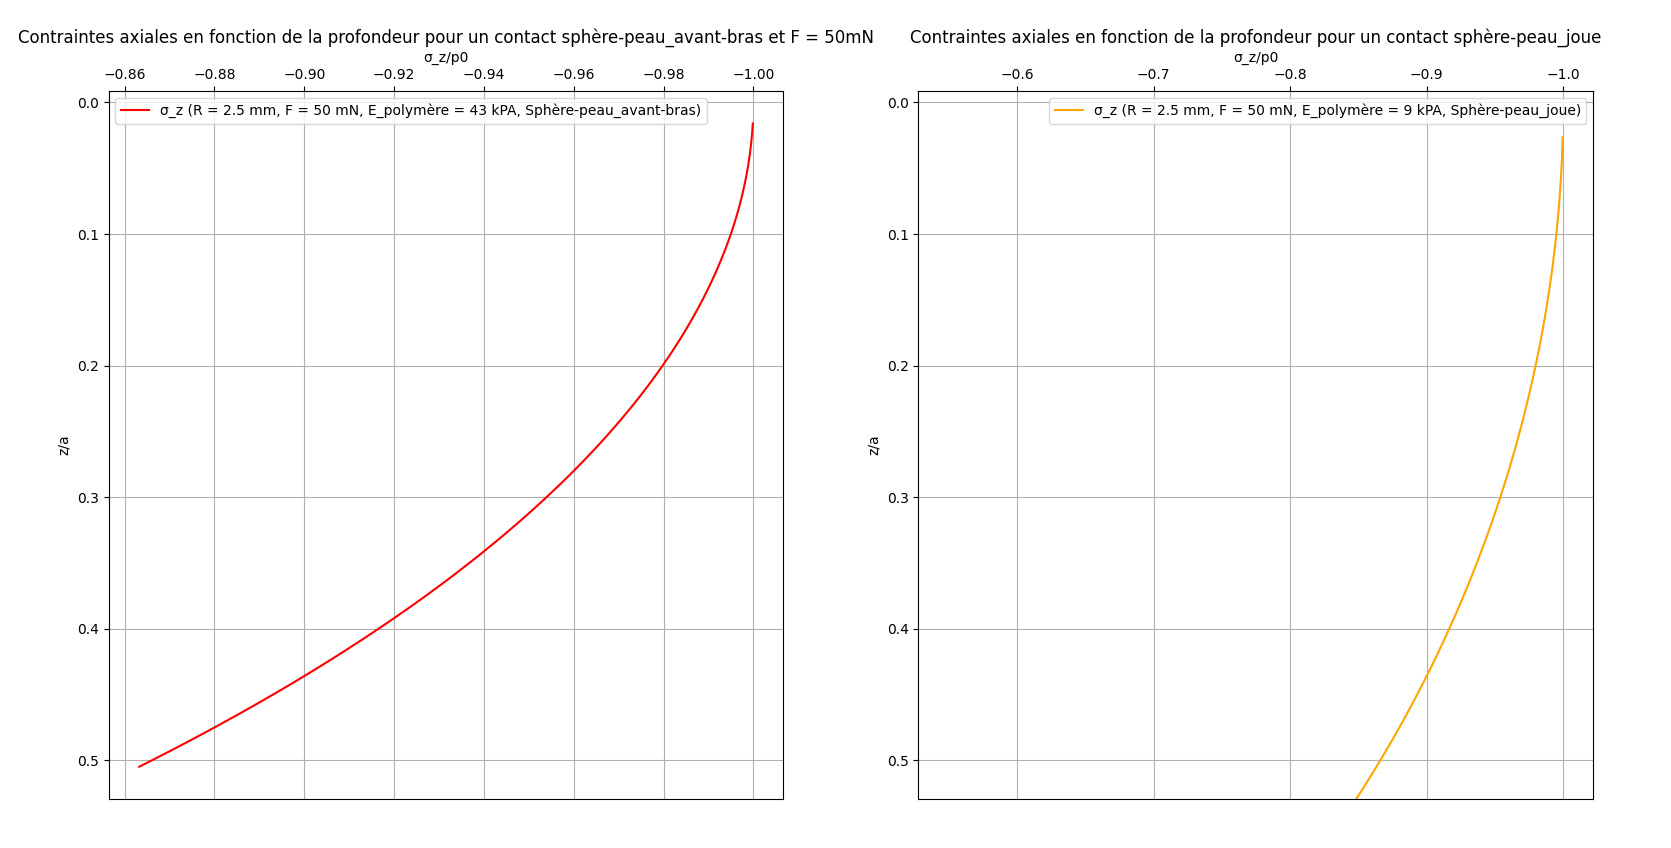 Contraintes axiales en fonction de la profondeur pour un contact sphère-peau_avant-bras et F = 50mN
σ_z/p0
−0.86 −0.88 −0.90 −0.92 −0.94 −0.96 −0.98 −1.00
σ_z (R = 2.5 mm, F = 50 mN, E_polymère = 43 kPA, Sphère-peau_avant-bras)
0.0
0.1
0.2
0.3
0.4
0.5
z/a
Contraintes axiales en fonction de la profondeur pour un contact sphère-peau_joue
σ_z/p0
−0.6 −0.7 −0.8 −0.9 −1.0
σ_z (R = 2.5 mm, F = 50 mN, E_polymère = 9 kPA, Sphère-peau_joue)
0.0
0.1
0.2
0.3
0.4
0.5
z/a